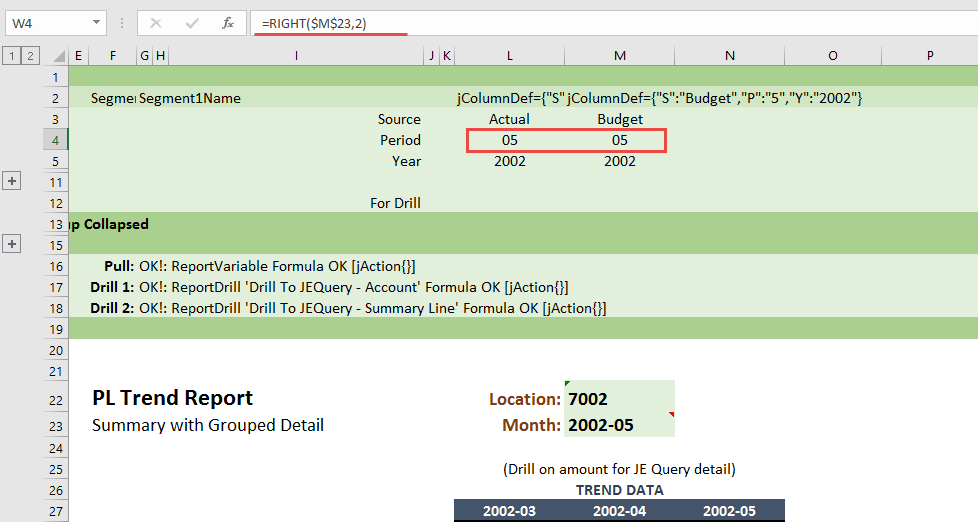 W4 fx =RIGHT($M$23,2)
1 2 E F G H I J K L M N O P
1
2 Segmei Segment1Name jColumnDef={"S" jColumnDef={"S":"Budget","P":"5","Y":"2002"}
3 Source Actual Budget
4 Period 05 05
5 Year 2002 2002
11
12 For Drill
13 up Collapsed
15
16 Pull: OK!: ReportVariable Formula OK [jAction{}]
17 Drill 1: OK!: ReportDrill 'Drill To JEQuery - Account' Formula OK [jAction{}]
18 Drill 2: OK!: ReportDrill 'Drill To JEQuery - Summary Line' Formula OK [jAction{}]
19
20
21
22 PL Trend Report Location: 7002
23 Summary with Grouped Detail Month: 2002-05
24
25 (Drill on amount for JE Query detail)
26 TREND DATA
27 2002-03 2002-04 2002-05